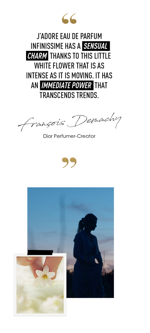 “
J'ADORE EAU DE PARFUM
INFINISSIME HAS A SENSUAL
CHARM THANKS TO THIS LITTLE
WHITE FLOWER THAT IS AS
INTENSE AS IT IS MOVING. IT HAS
AN IMMEDIATE POWER THAT
TRANSCENDS TRENDS.
François Demachy
Dior Perfumer-Creator
”